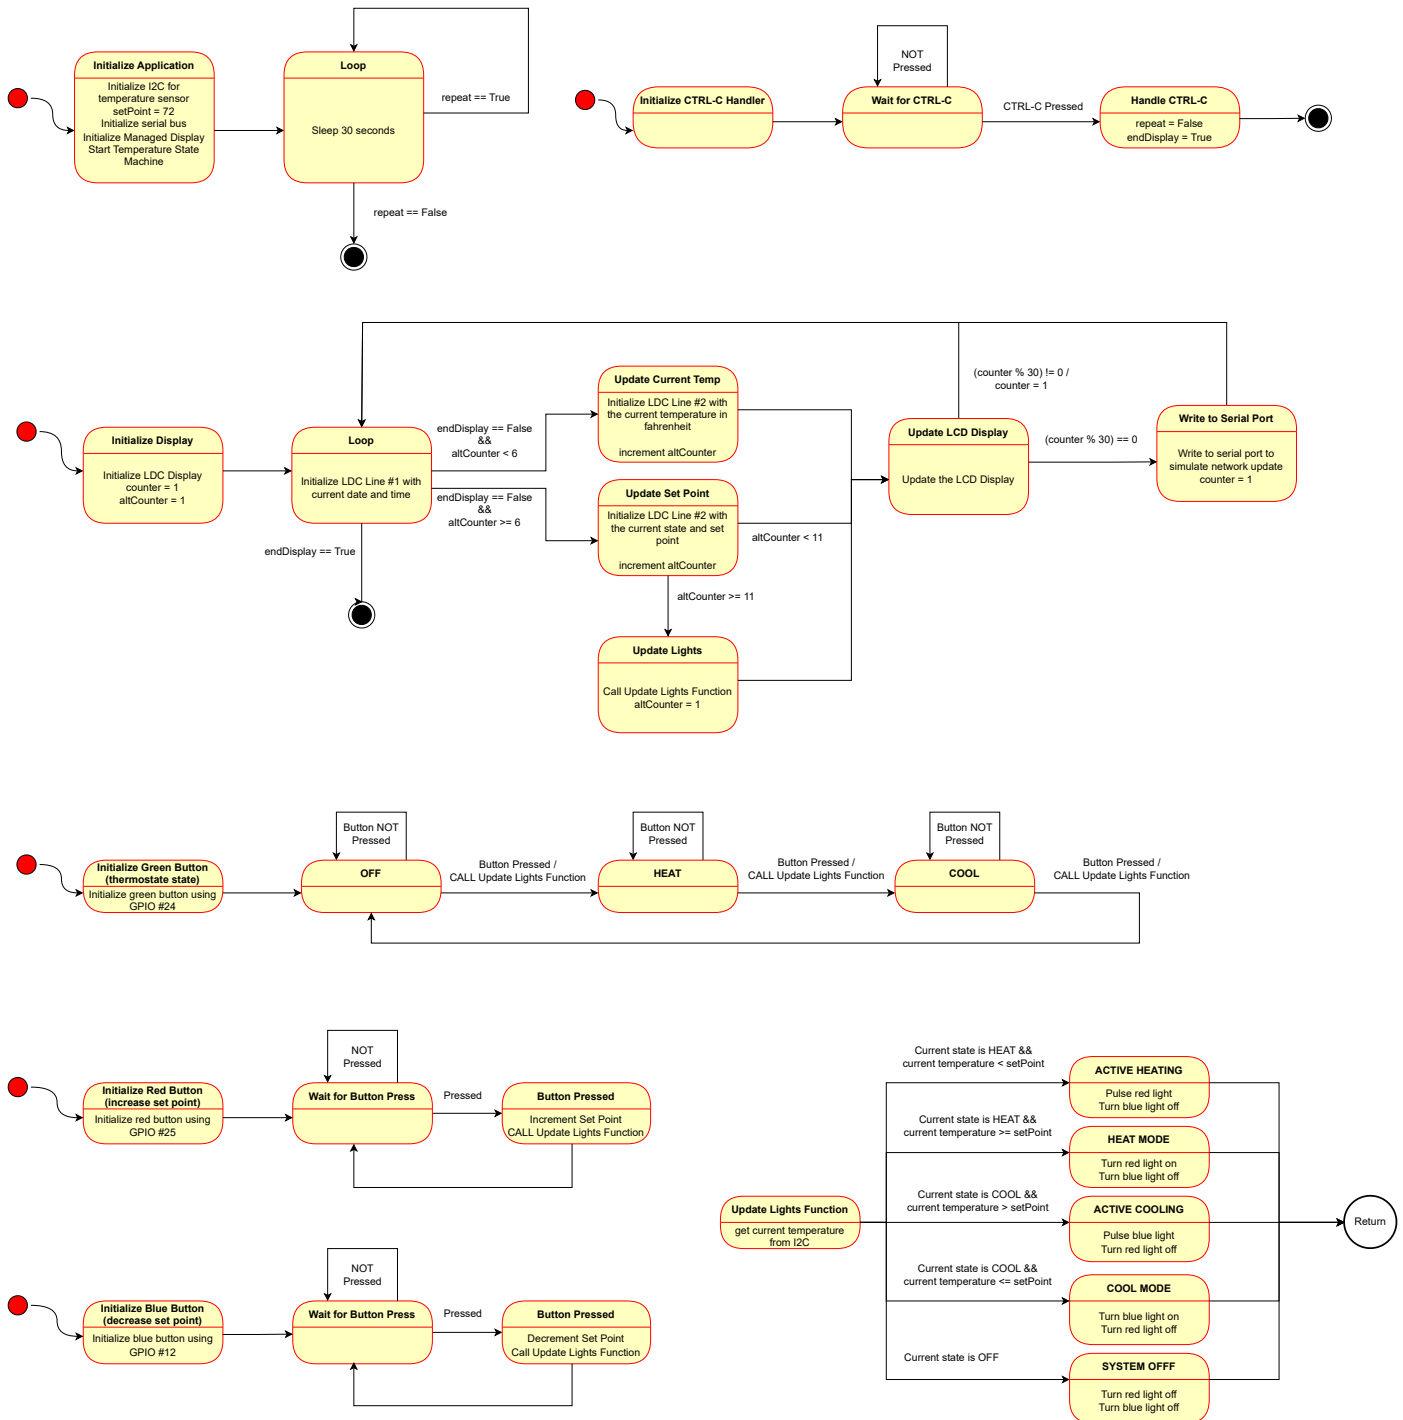 Initialize Application
Initialize I2C for
temperature sensor
setPoint = 72
Initialize serial bus
Initialize Managed Display
Start Temperature State
Machine
Loop
Sleep 30 seconds
repeat == True
repeat == False
Initialize CTRL-C Handler
NOT
Pressed
Wait for CTRL-C
CTRL-C Pressed
Handle CTRL-C
repeat = False
endDisplay = True
Initialize Display
Initialize LDC Display
counter = 1
altCounter = 1
Loop
Initialize LDC Line #1 with
current date and time
endDisplay == False
&&
altCounter < 6
endDisplay == False
&&
altCounter >= 6
endDisplay == True
Update Current Temp
Initialize LDC Line #2 with
the current temperature in
fahrenheit
increment altCounter
Update Set Point
Initialize LDC Line #2 with
the current state and set
point
increment altCounter
altCounter < 11
altCounter >= 11
Update Lights
Call Update Lights Function
altCounter = 1
Update LCD Display
Update the LCD Display
(counter % 30) != 0 /
counter = 1
(counter % 30) == 0
Write to Serial Port
Write to serial port to
simulate network update
counter = 1
Initialize Green Button
(thermostate state)
Initialize green button using
GPIO #24
Button NOT
Pressed
OFF
Button Pressed /
CALL Update Lights Function
Button NOT
Pressed
HEAT
Button Pressed /
CALL Update Lights Function
Button NOT
Pressed
COOL
Button Pressed /
CALL Update Lights Function
Initialize Red Button
(increase set point)
Initialize red button using
GPIO #25
NOT
Pressed
Wait for Button Press
Pressed
Button Pressed
Increment Set Point
CALL Update Lights Function
Initialize Blue Button
(decrease set point)
Initialize blue button using
GPIO #12
NOT
Pressed
Wait for Button Press
Pressed
Button Pressed
Decrement Set Point
Call Update Lights Function
Update Lights Function
get current temperature
from I2C
Current state is HEAT &&
current temperature < setPoint
ACTIVE HEATING
Pulse red light
Turn blue light off
Current state is HEAT &&
current temperature >= setPoint
HEAT MODE
Turn red light on
Turn blue light off
Current state is COOL &&
current temperature > setPoint
ACTIVE COOLING
Pulse blue light
Turn red light off
Current state is COOL &&
current temperature <= setPoint
COOL MODE
Turn blue light on
Turn red light off
Current state is OFF
SYSTEM OFFF
Turn red light off
Turn blue light off
Return